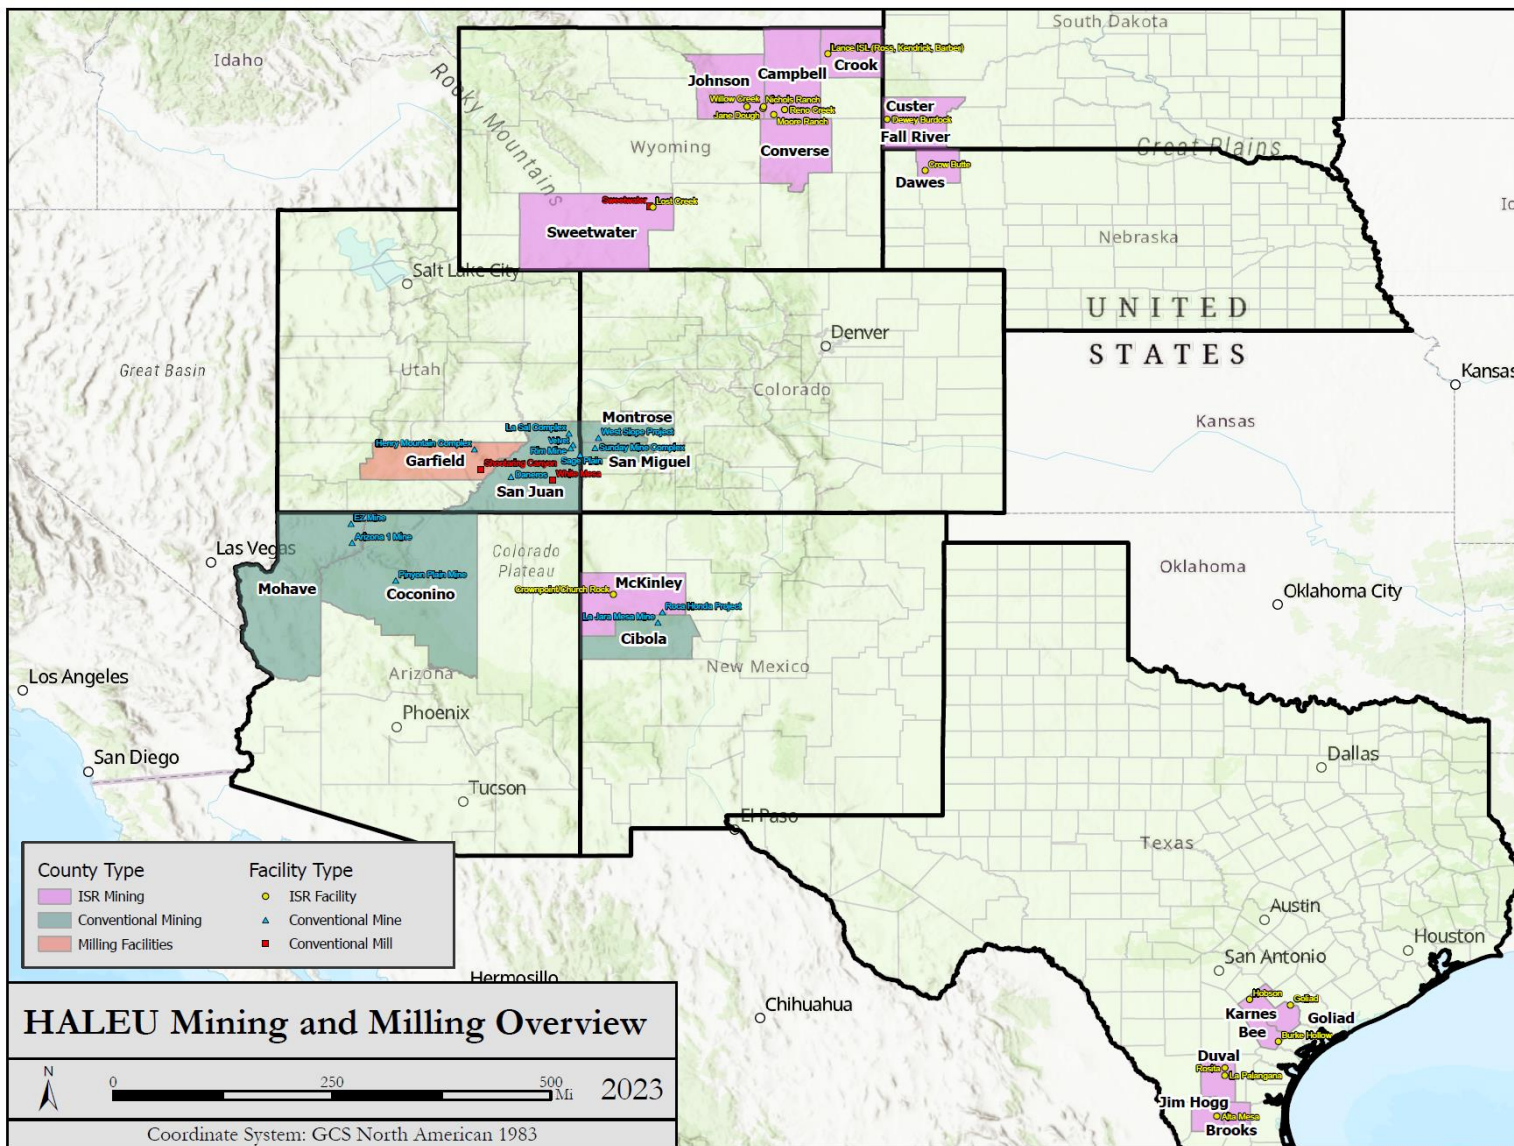 South Dakota
Idaho
Lance ISL (Ross, Kendrick, Barber)
Crook
Campbell
Johnson
Rocky Mountains
Willow Creek
Nichols Ranch
Reno Creek
Jane Dough
Moore Ranch
Custer
Dewey Burdock
Fall River
Great Plains
Wyoming
Converse
Crow Butte
Dawes
Sweetwater
Lost Creek
Sweetwater
Nebraska
Salt Lake City
UNITED
STATES
Denver
Great Basin
Utah
Colorado
Kansas
Kansas
Montrose
La Sal Complex
West Slope Project
Velvet
Henry Mountain Complex
Rim Mine
Sunday Mine Complex
Garfield
Shootaring Canyon
Sage Plain
San Miguel
Daneros
White Mesa
San Juan
EZ Mine
Arizona 1 Mine
Las Vegas
Colorado
Plateau
Oklahoma
Pinyon Plain Mine
Mohave
Coconino
McKinley
Crownpoint/Church Rock
Oklahoma City
Roca Honda Project
La Jara Mesa Mine
Cibola
New Mexico
Arizona
Los Angeles
Phoenix
San Diego
Tucson
Dallas
El Paso
Texas
Austin
Houston
San Antonio
County Type
ISR Mining
Conventional Mining
Milling Facilities
Facility Type
ISR Facility
Conventional Mine
Conventional Mill
Hermosillo
Chihuahua
Hobson
Goliad
Karnes
Goliad
Bee
Burke Hollow
Duval
Rosita
La Palangana
Jim Hogg
Alta Mesa
Brooks
HALEU Mining and Milling Overview
N
0 250 500
Mi
2023
Coordinate System: GCS North American 1983